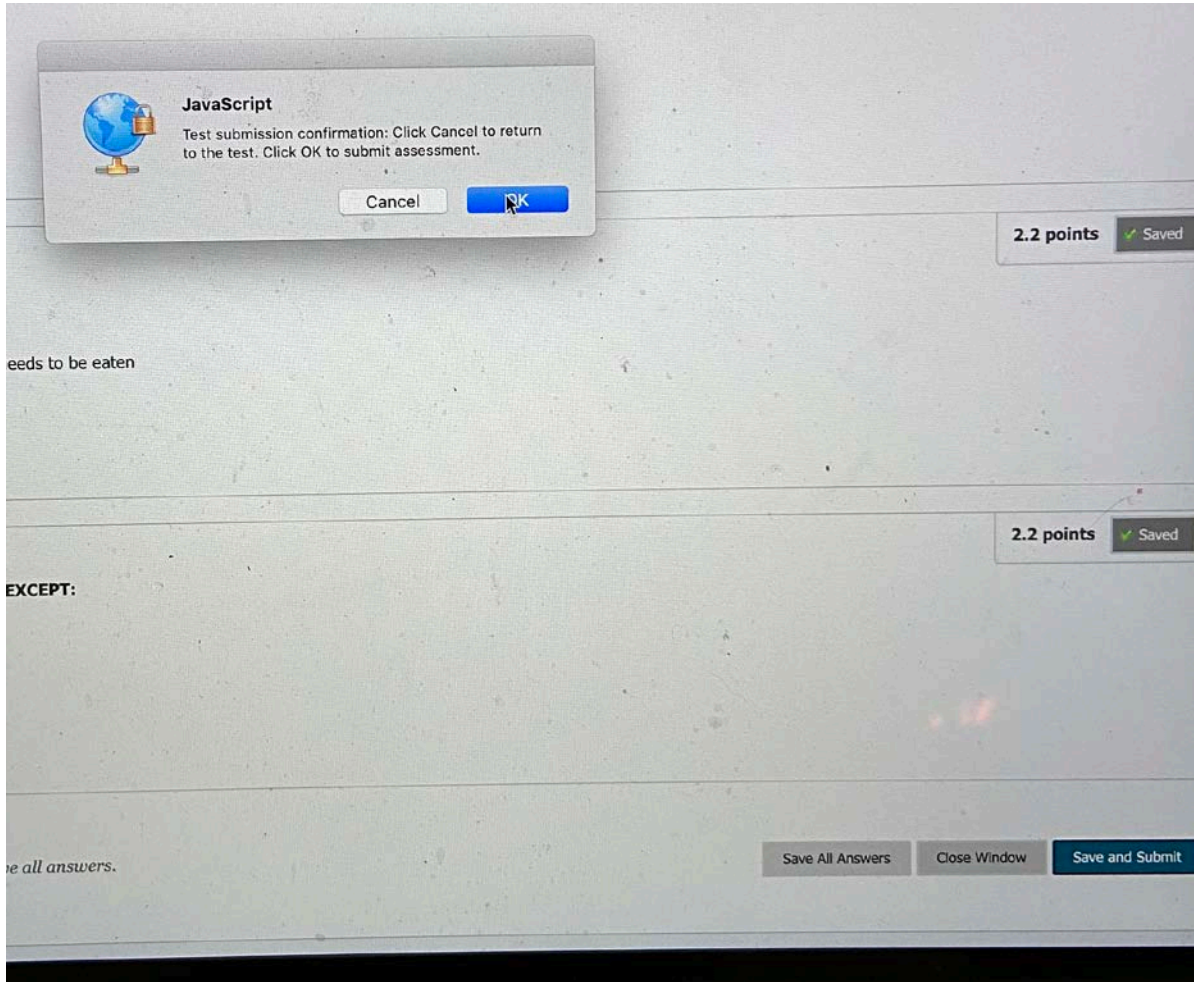 JavaScript
Test submission confirmation: Click Cancel to return
to the test. Click OK to submit assessment.
Cancel
OK
2.2 points
Saved
eeds to be eaten
2.2 points
Saved
EXCEPT:
e all answers.
Save All Answers
Close Window
Save and Submit